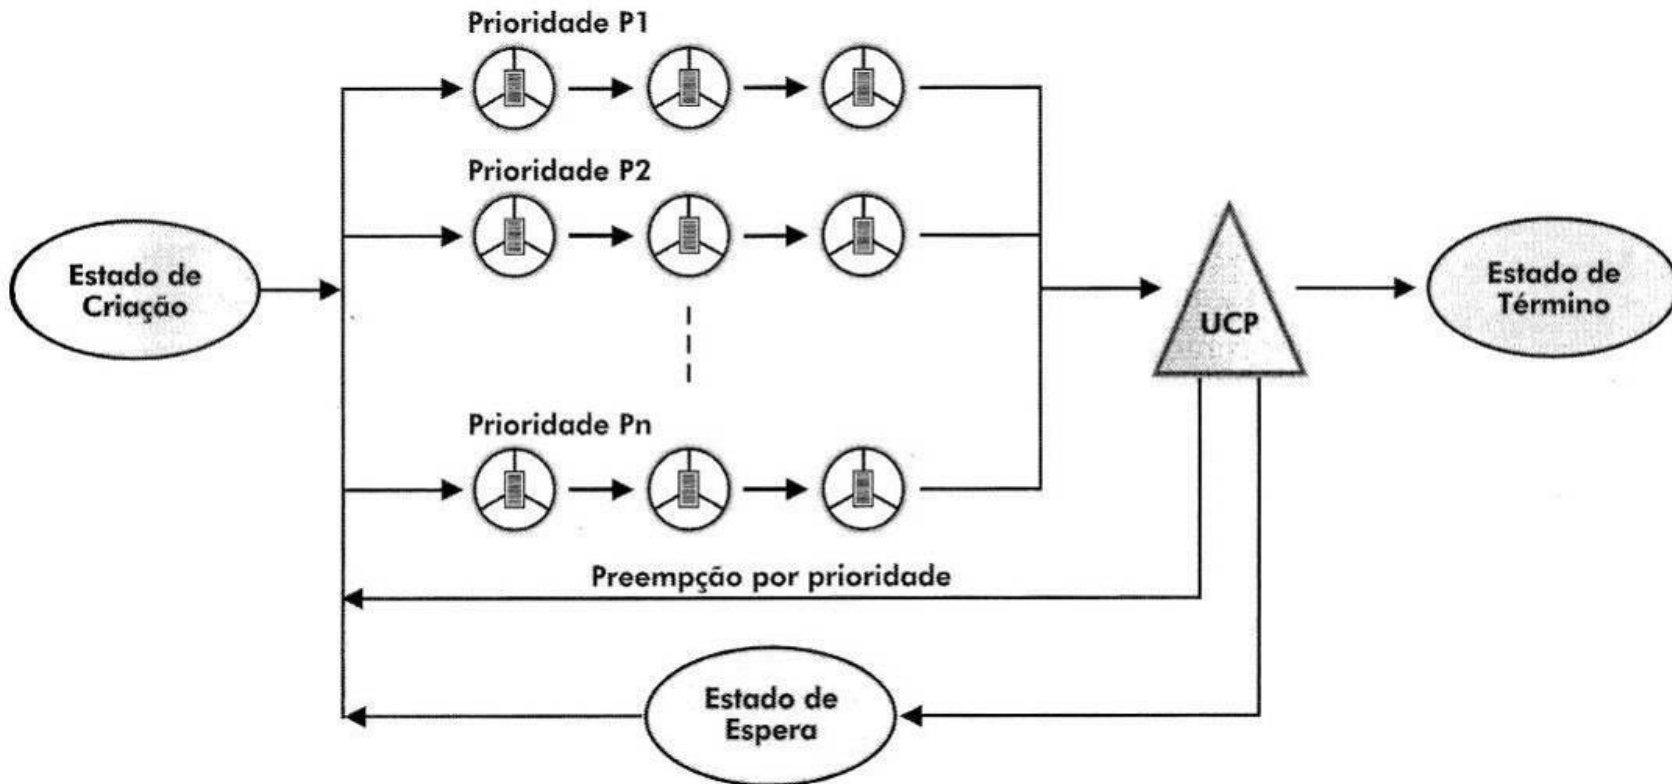 Prioridade P1
Prioridade P2
Estado de
Criação
UCP
Estado de
Término
Prioridade Pn
Preempção por prioridade
Estado de
Espera